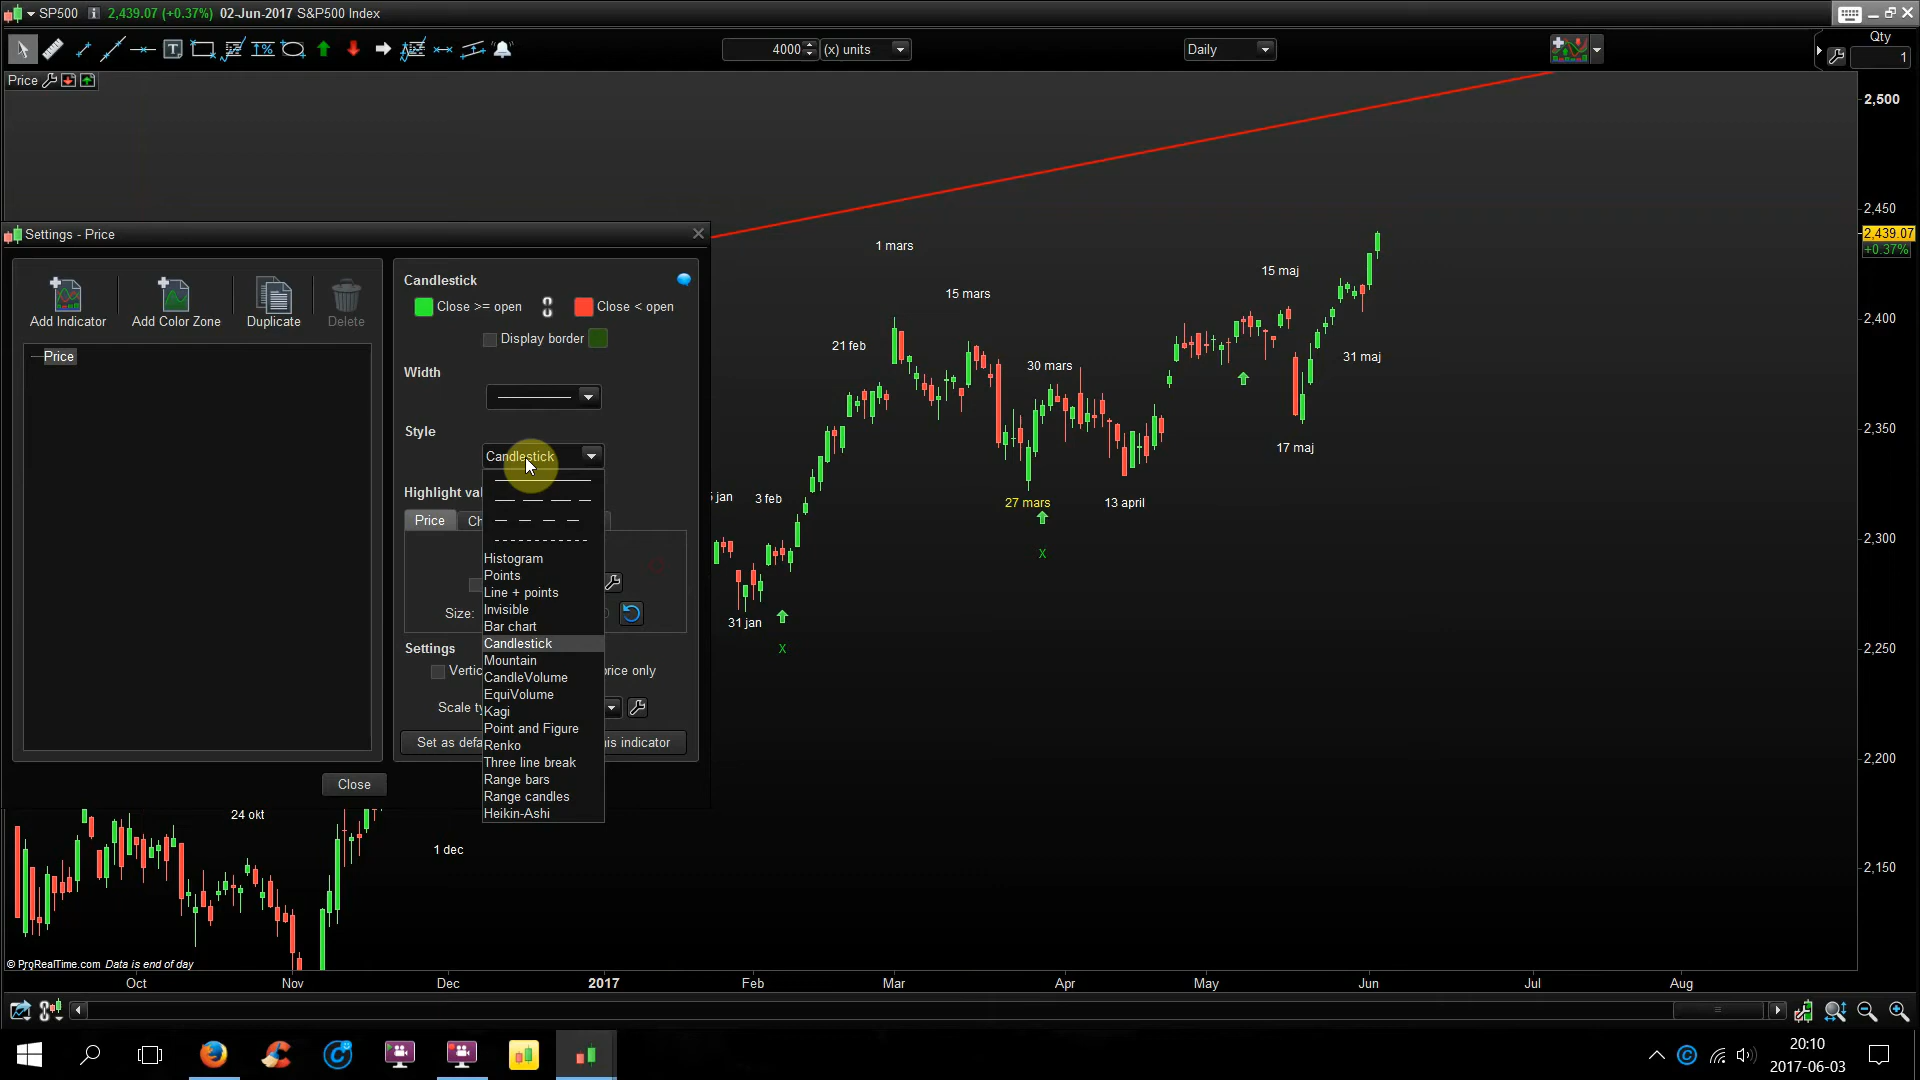 SP500 i 2,439.07 (+0.37%) 02-Jun-2017 S&P500 Index
T % 4000 (x) units Daily Qty
1
Price
2,500
2,450
2,439.07
+0.37%
2,400
2,350
2,300
2,250
2,200
2,150
1 mars
15 mars
15 maj
21 feb
30 mars
31 maj
17 maj
jan
3 feb
27 mars
13 april
X
31 jan
X
24 okt
1 dec
Settings - Price
Add Indicator
Add Color Zone
Duplicate
Delete
Price
Close
Candlestick
Close >= open
Close < open
Display border
Width
Style
Candlestick
Highlight val
Price
Ch
Size:
Settings
Vertic
rice only
Scale ty
Set as defa
is indicator
Histogram
Points
Line + points
Invisible
Bar chart
Candlestick
Mountain
CandleVolume
EquiVolume
Kagi
Point and Figure
Renko
Three line break
Range bars
Range candles
Heikin-Ashi
© ProRealTime.com Data is end of day
Oct Nov Dec 2017 Feb Mar Apr May Jun Jul Aug
20:10
2017-06-03